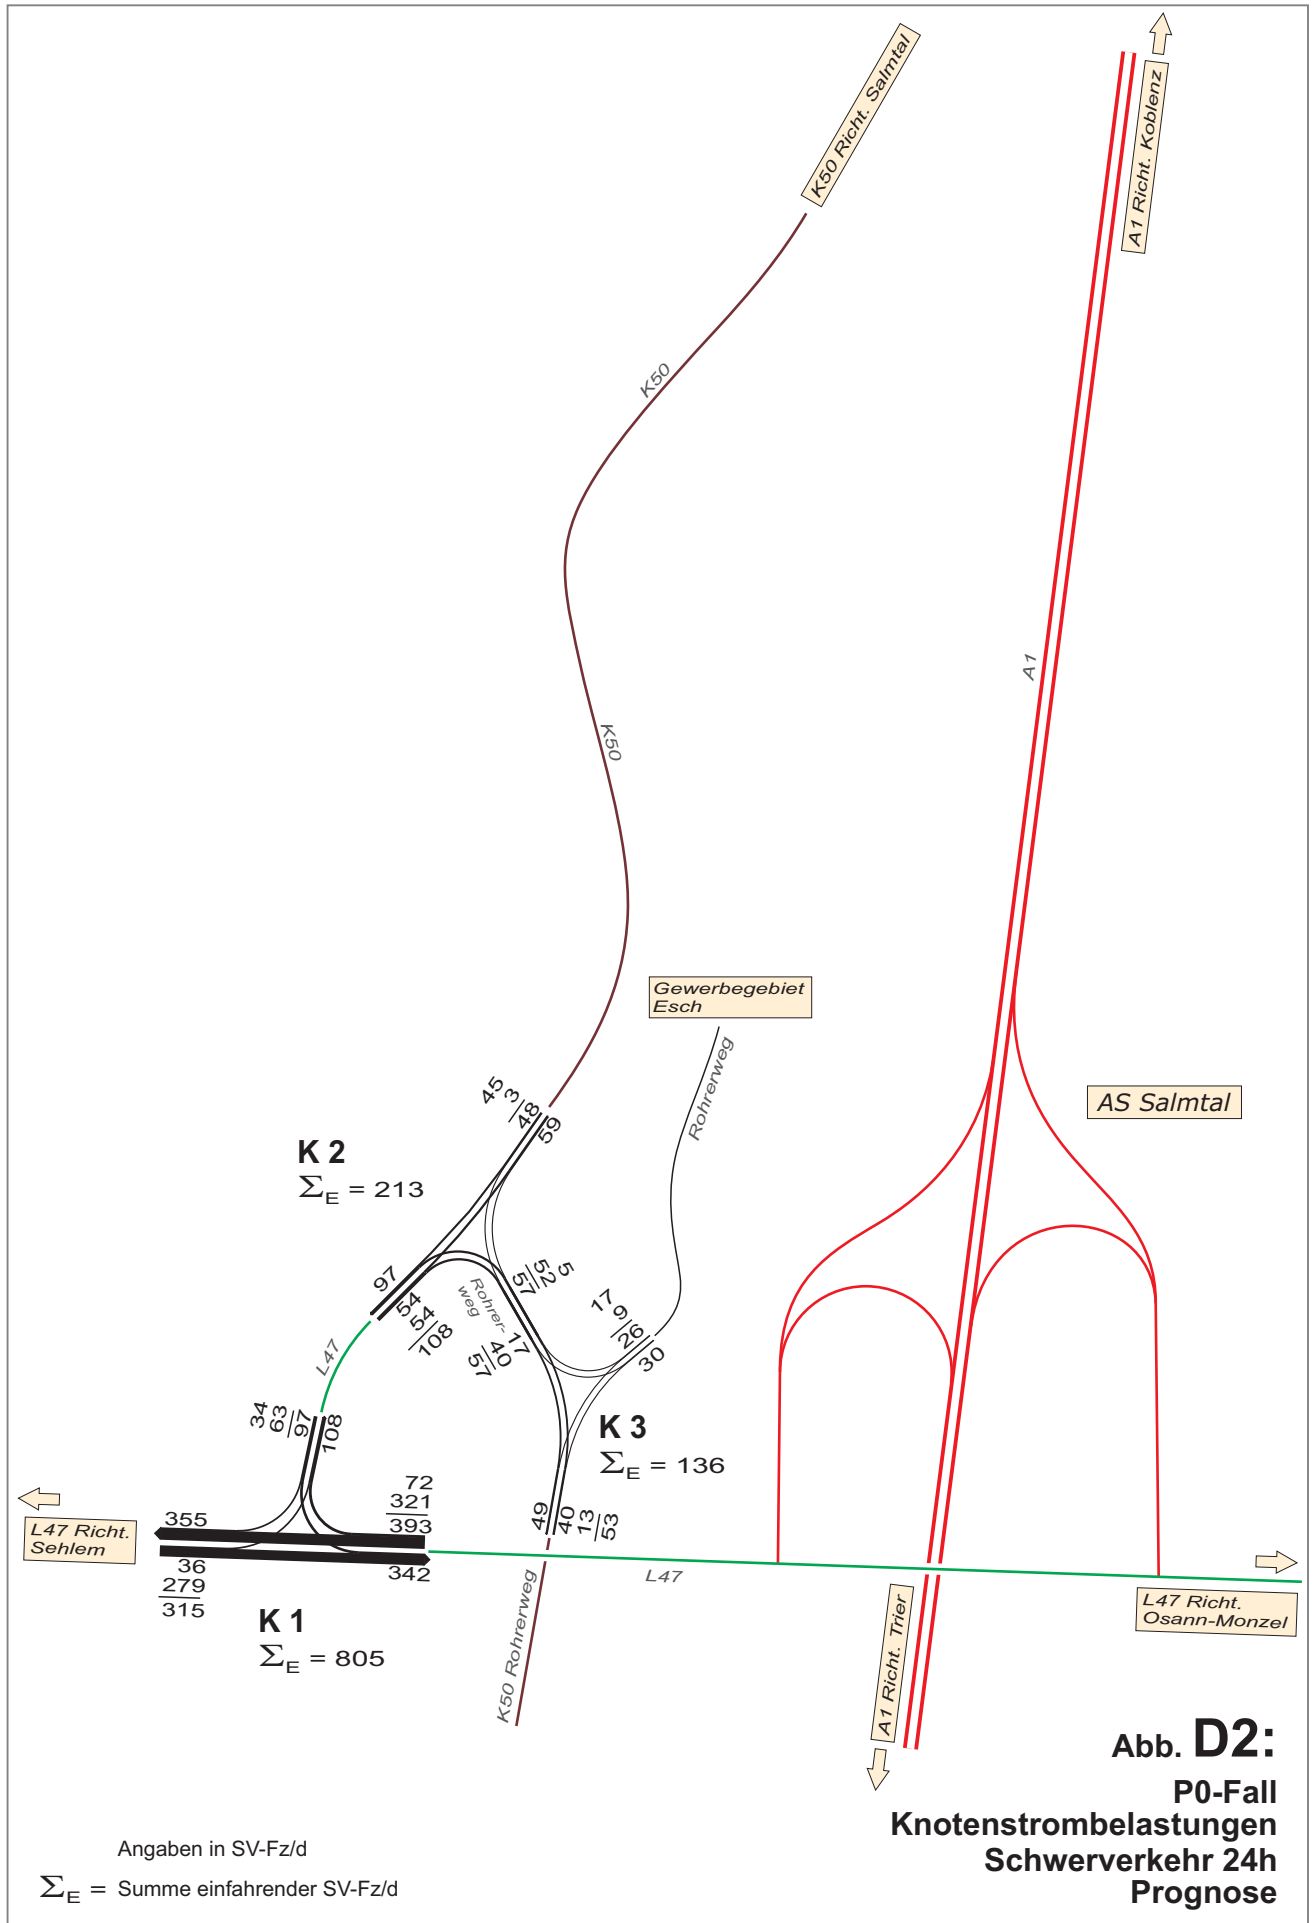 K50 Richt. Salmtal
A1 Richt. Koblenz
K50
A1
K50
Gewerbegebiet
Esch
Rohrerweg
AS Salmtal
45
3
48
59
K 2
ΣE = 213
97
54
54
108
Rohrer-
weg
5
52
57
17
40
57
17
9
26
30
L47
34
63
97
108
K 3
ΣE = 136
72
321
393
355
L47 Richt.
Sehlem
36
279
315
342
49
40
13
53
L47
K 1
ΣE = 805
K50 Rohrerweg
A1 Richt. Trier
L47 Richt.
Osann-Monzel
Abb. D2:
P0-Fall
Knotenstrombelastungen
Schwerverkehr 24h
Prognose
Angaben in SV-Fz/d
ΣE = Summe einfahrender SV-Fz/d